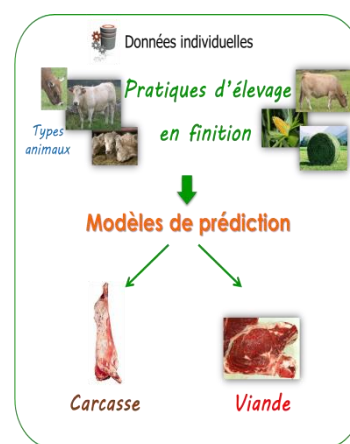 Données individuelles
Pratiques d'élevage
en finition
Types
animaux
Modèles de prédiction
Carcasse
Viande